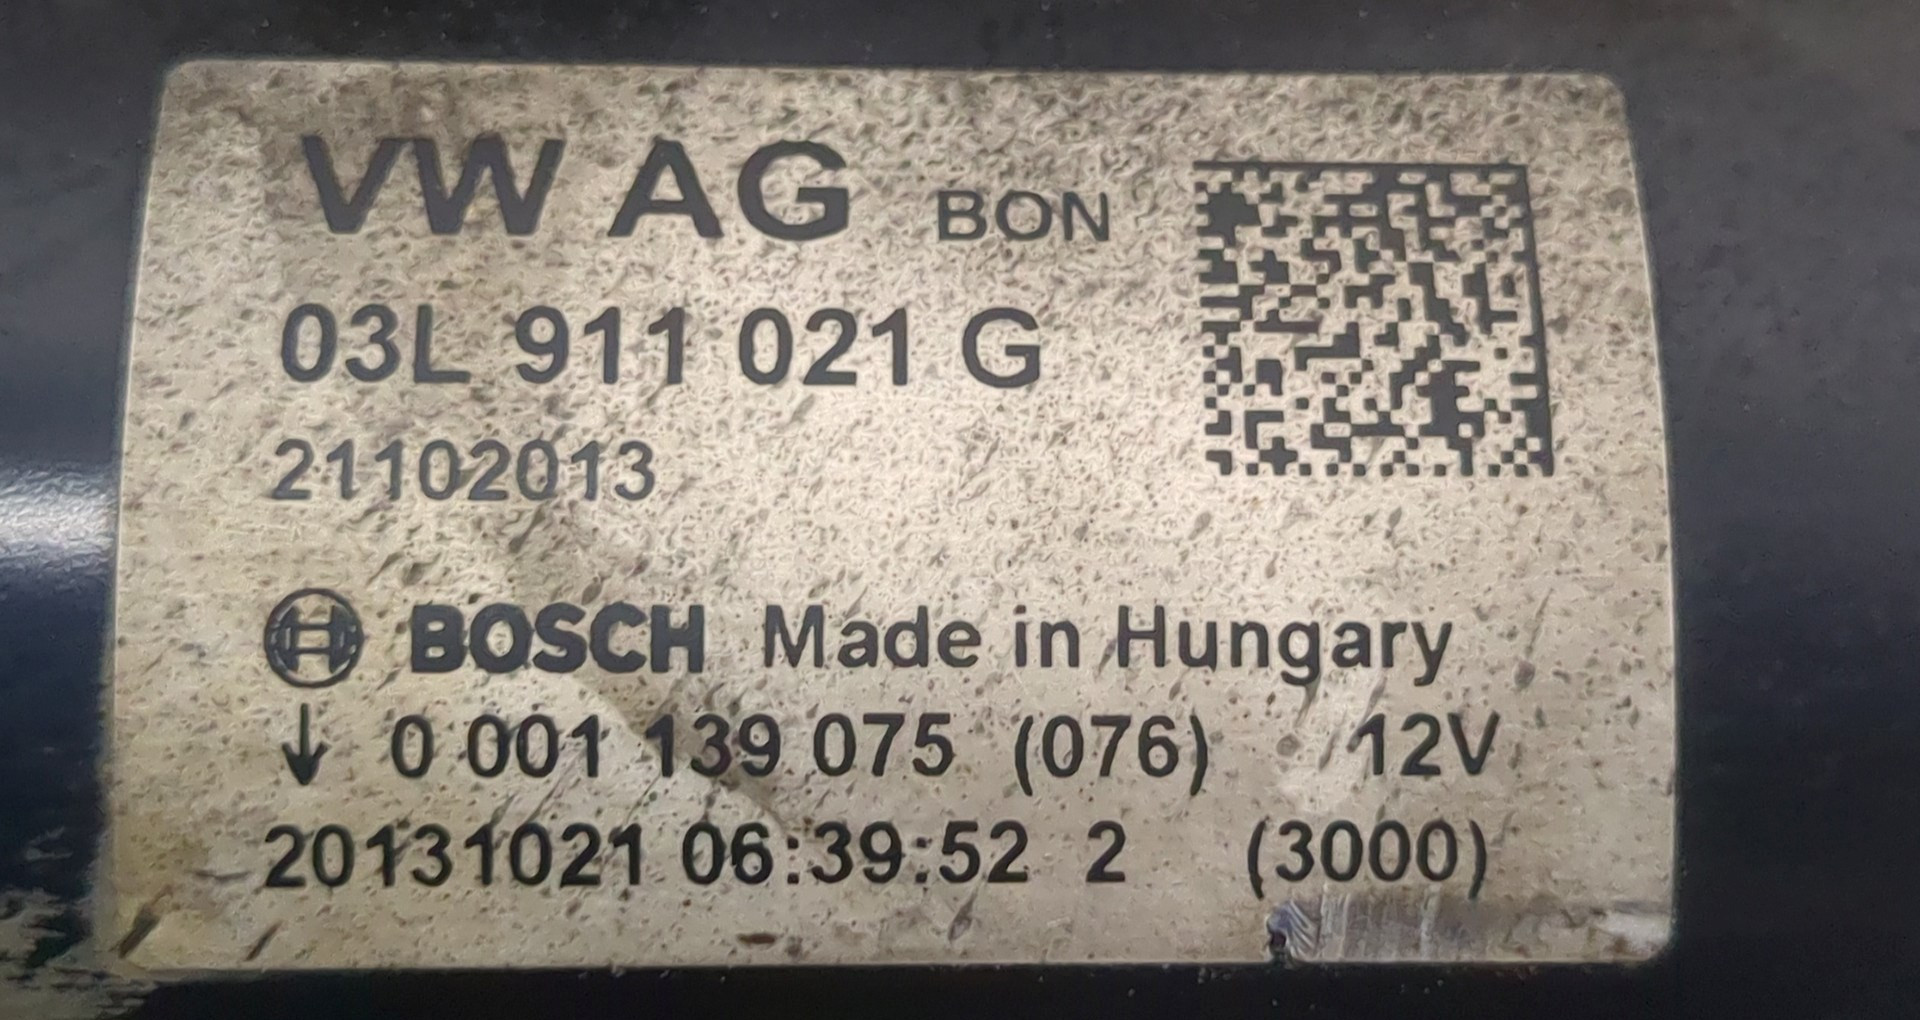 VW AG BON
03L 911 021 G
21102013
BOSCH Made in Hungary
↓ 0 001 139 075 (076) 12V
20131021 06:39:52 2 (3000)